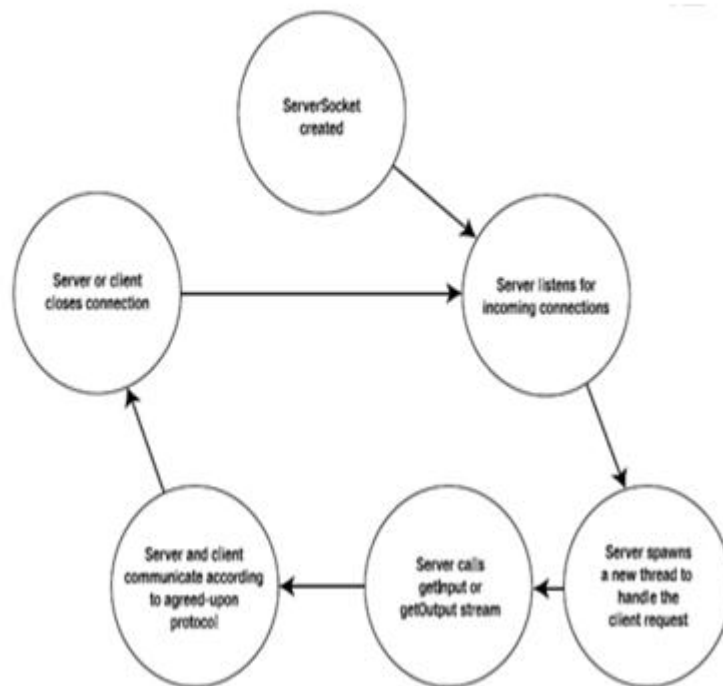 ServerSocket
created
Server listens for
incoming connections
Server spawns
a new thread to
handle the
client request
Server calls
getInput or
getOutput stream
Server and client
communicate according
to agreed-upon
protocol
Server or client
closes connection